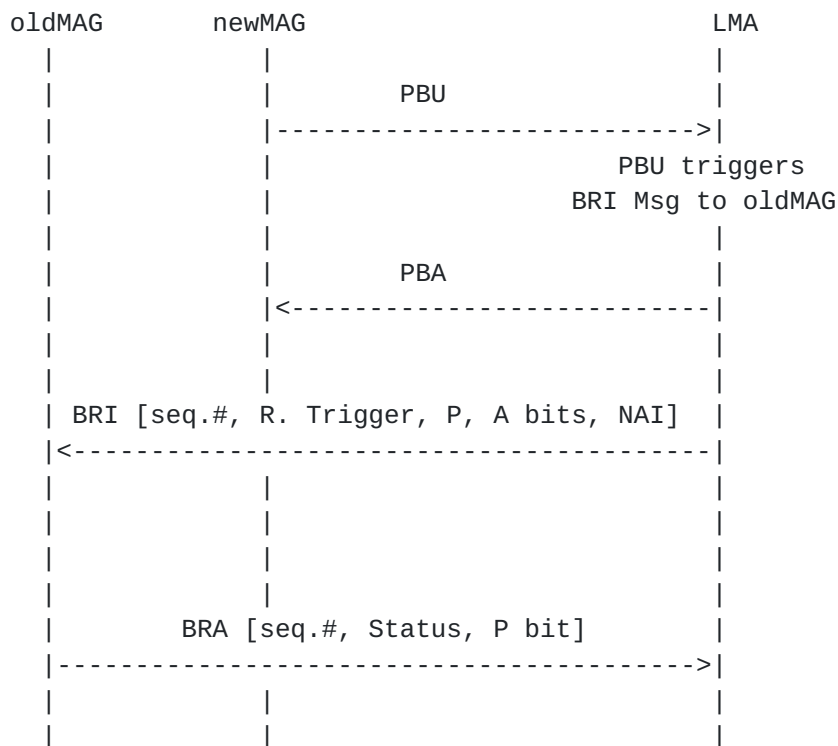 oldMAG newMAG LMA
PBU
PBU triggers
BRI Msg to oldMAG
PBA
BRI [seq.#, R. Trigger, P, A bits, NAI]
BRA [seq.#, Status, P bit]